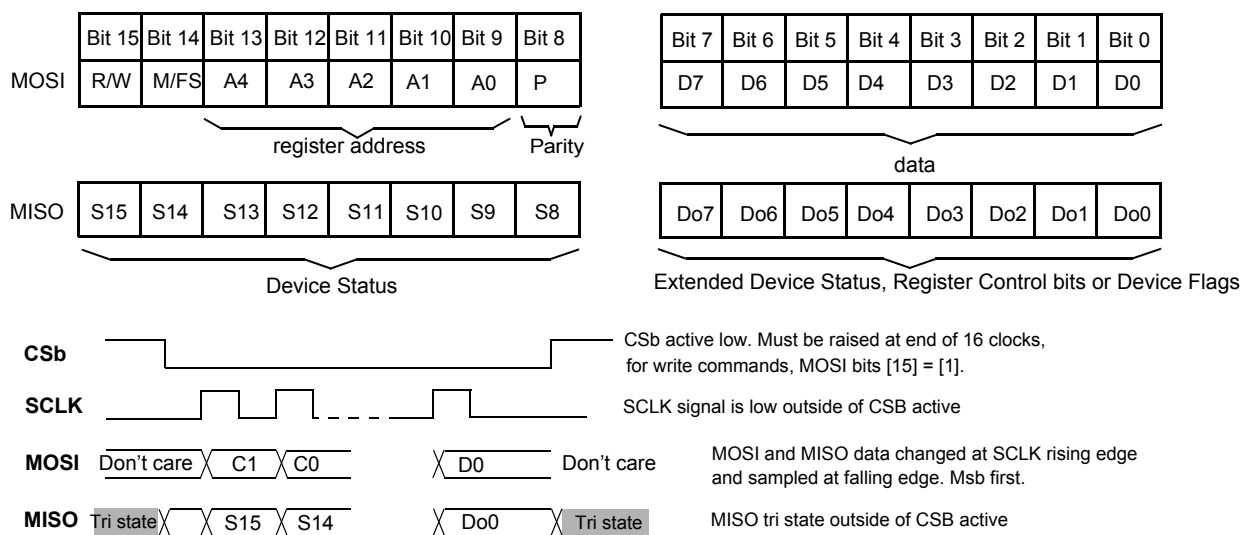 Bit 15 Bit 14 Bit 13 Bit 12 Bit 11 Bit 10 Bit 9 Bit 8 Bit 7 Bit 6 Bit 5 Bit 4 Bit 3 Bit 2 Bit 1 Bit 0
MOSI R/W M/FS A4 A3 A2 A1 A0 P D7 D6 D5 D4 D3 D2 D1 D0
register address Parity data
MISO S15 S14 S13 S12 S11 S10 S9 S8 Do7 Do6 Do5 Do4 Do3 Do2 Do1 Do0
Device Status Extended Device Status, Register Control bits or Device Flags
CSb CSb active low. Must be raised at end of 16 clocks,
for write commands, MOSI bits [15] = [1].
SCLK SCLK signal is low outside of CSB active
MOSI Don't care C1 C0 D0 Don't care MOSI and MISO data changed at SCLK rising edge
and sampled at falling edge. Msb first.
MISO Tri state S15 S14 Do0 Tri state MISO tri state outside of CSB active